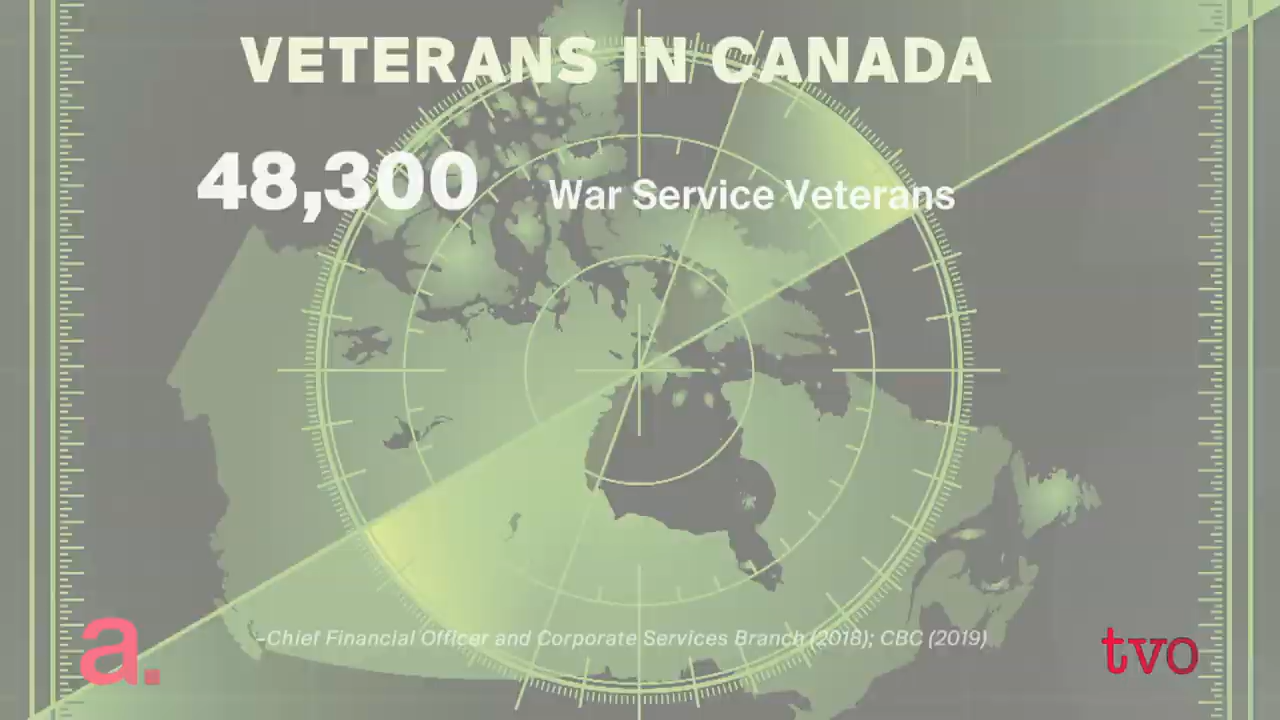 VETERANS IN CANADA
48,300 War Service Veterans
-Chief Financial Officer and Corporate Services Branch (2018); CBC (2019)
a.
tvo